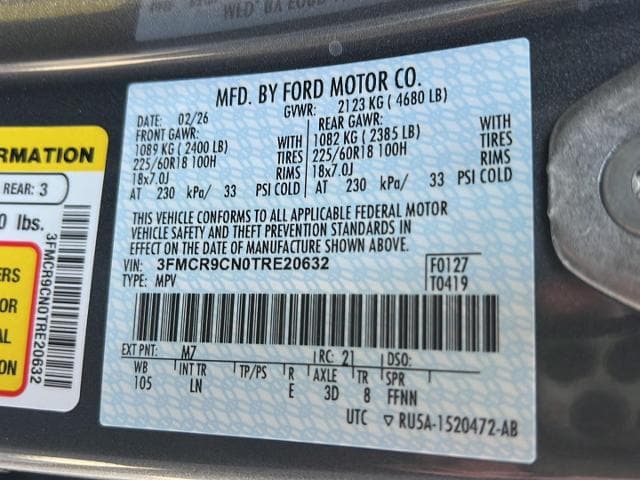 MFD. BY FORD MOTOR CO.
DATE: 02/26 GVWR: 2123 KG ( 4680 LB)
FRONT GAWR: REAR GAWR:
1089 KG ( 2400 LB) WITH 1082 KG ( 2385 LB) WITH
225/60R18 100H TIRES 225/60R18 100H TIRES
18x7.0J RIMS 18x7.0J RIMS
AT 230 kPa/ 33 PSI COLD AT 230 kPa/ 33 PSI COLD
THIS VEHICLE CONFORMS TO ALL APPLICABLE FEDERAL MOTOR
VEHICLE SAFETY AND THEFT PREVENTION STANDARDS IN
EFFECT ON THE DATE OF MANUFACTURE SHOWN ABOVE.
VIN: 3FMCR9CN0TRE20632 F0127
TYPE: MPV T0419
EXT PNT: M7 RC: 21 DSO:
WB INT TR TP/PS R AXLE TR SPR
105 LN E 3D 8 FFNN
UTC ▽ RU5A-1520472-AB
RMATION
REAR: 3
0 lbs.
ERS
OR
AL
ON
3FMCR9CN0TRE20632